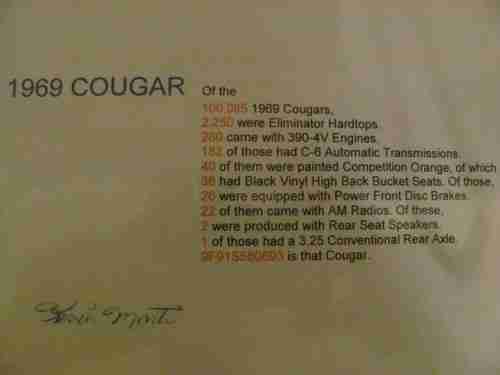 1969 COUGAR
Of the
100,085 1969 Cougars,
2,250 were Eliminator Hardtops.
260 came with 390-4V Engines.
182 of those had C-6 Automatic Transmissions.
40 of them were painted Competition Orange, of which
36 had Black Vinyl High Back Bucket Seats. Of those,
26 were equipped with Power Front Disc Brakes.
22 of them came with AM Radios. Of these,
2 were produced with Rear Seat Speakers.
1 of those had a 3.25 Conventional Rear Axle.
9F91S580693 is that Cougar.
Kevin Marti